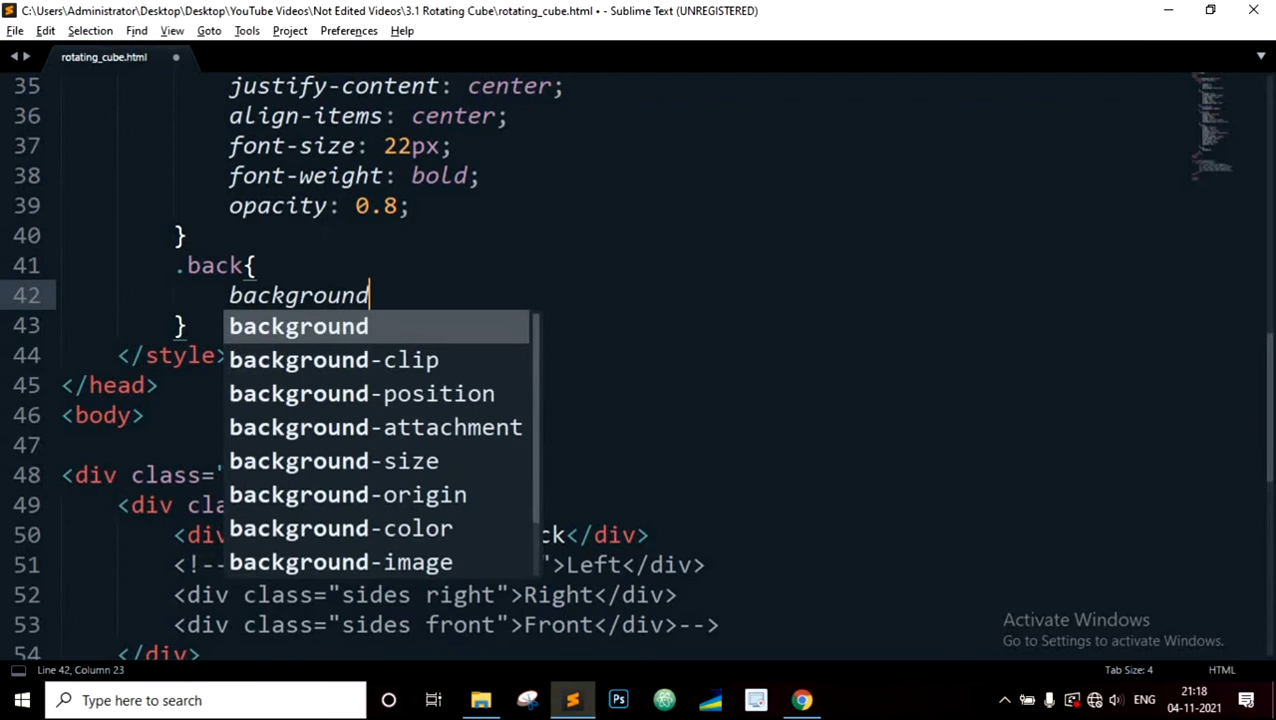 C:\Users\Administrator\Desktop\Desktop\YouTube Videos\Not Edited Videos\3.1 Rotating Cube\rotating_cube.html • - Sublime Text (UNREGISTERED)
File Edit Selection Find View Goto Tools Project Preferences Help
rotating_cube.html
35 justify-content: center;
36 align-items: center;
37 font-size: 22px;
38 font-weight: bold;
39 opacity: 0.8;
40 }
41 .back{
42 background
43 } background
44 </style> background-clip
45 </head> background-position
46 <body> background-attachment
47 background-size
48 <div class=" background-origin
49 <div cla background-color
50 <div ck</div>
51 <!-- background-image ">Left</div>
52 <div class="sides right">Right</div>
53 <div class="sides front">Front</div>-->
54 </div>
Activate Windows
Go to Settings to activate Windows.
Line 42, Column 23 Tab Size: 4 HTML
Type here to search Ps ENG 21:18
04-11-2021